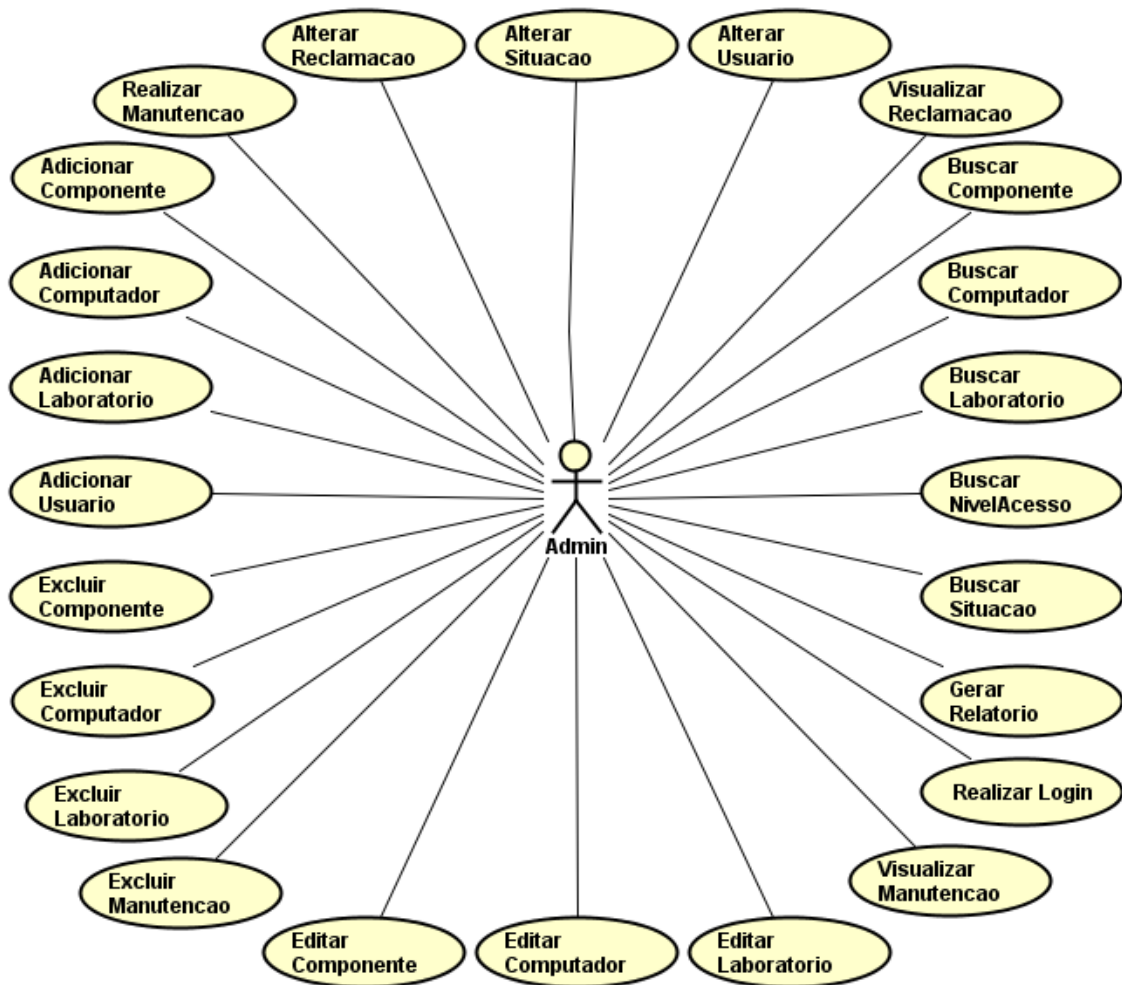 Alterar
Reclamacao
Alterar
Situacao
Alterar
Usuario
Realizar
Manutencao
Visualizar
Reclamacao
Adicionar
Componente
Buscar
Componente
Adicionar
Computador
Buscar
Computador
Adicionar
Laboratorio
Buscar
Laboratorio
Adicionar
Usuario
Buscar
NivelAcesso
Admin
Excluir
Componente
Buscar
Situacao
Excluir
Computador
Gerar
Relatorio
Excluir
Laboratorio
Realizar Login
Excluir
Manutencao
Visualizar
Manutencao
Editar
Componente
Editar
Computador
Editar
Laboratorio